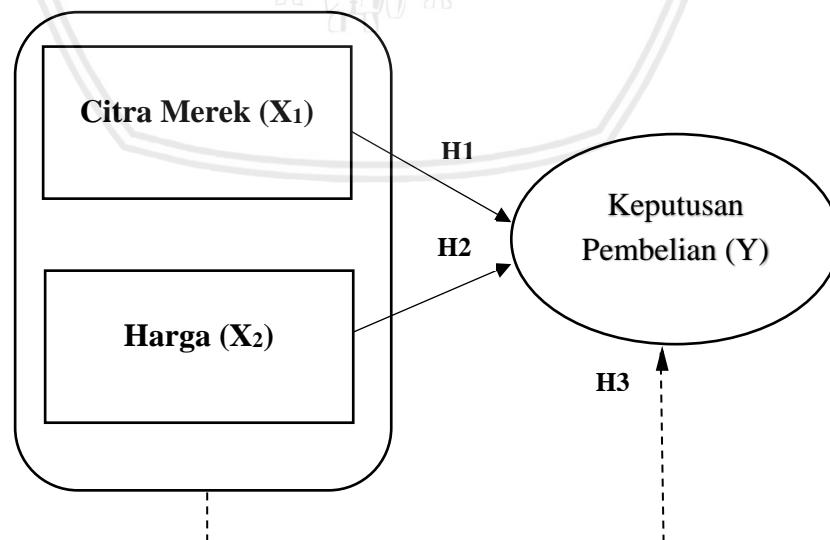 Citra Merek (X₁)
H1
Keputusan
Pembelian (Y)
H2
Harga (X₂)
H3